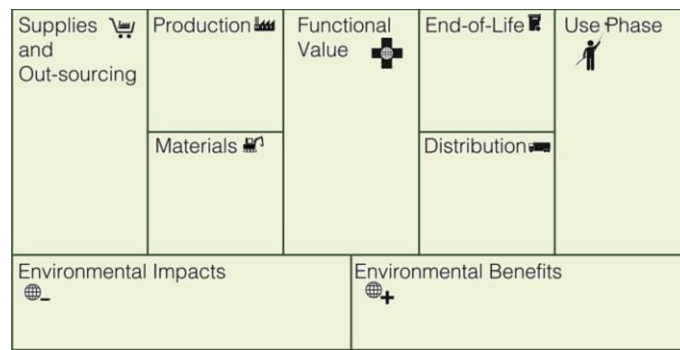 Supplies
and
Out-sourcing
Production
Materials
Functional
Value
End-of-Life
Distribution
Use Phase
Environmental Impacts
Environmental Benefits